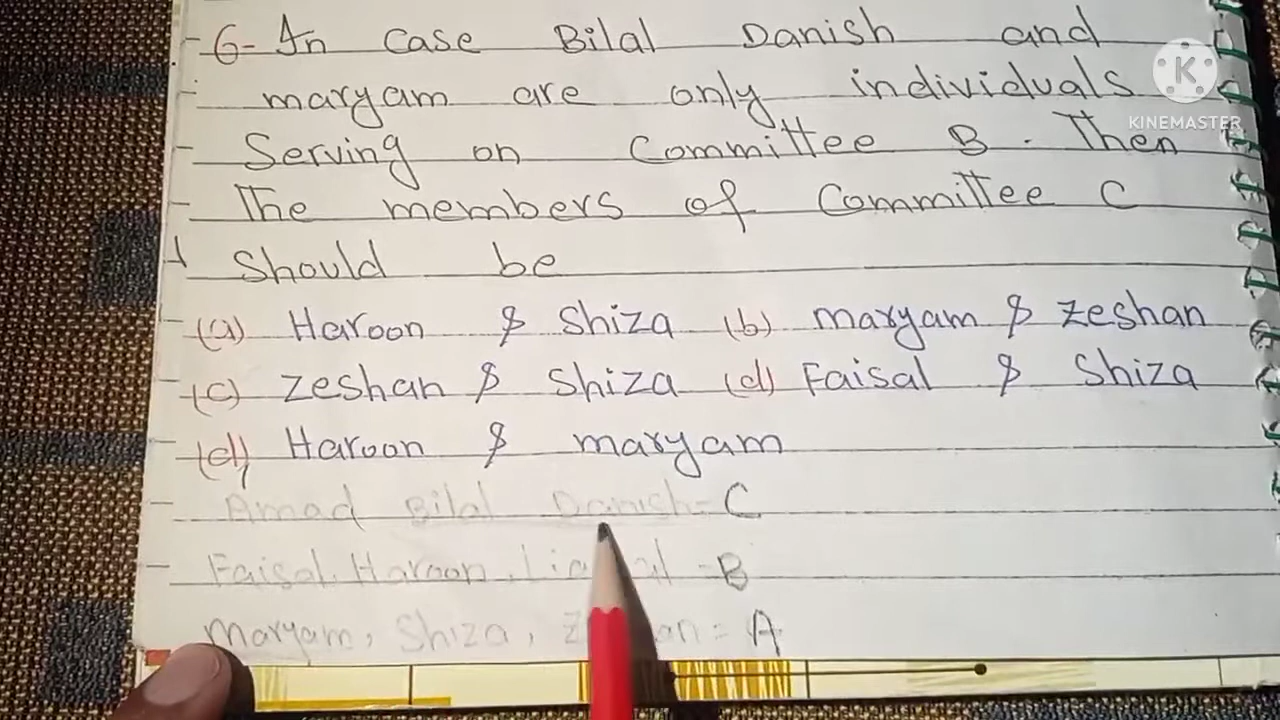 6- In case Bilal Danish and
maryam are only individuals
Serving on Committee B. Then
The members of Committee C
Should be
(a) Haroon & Shiza (b) maryam & Zeshan
(c) Zeshan & Shiza (d) Faisal & Shiza
(d) Haroon & maryam
Amad Bilal Danish = C
Faisal, Haroon, = B
Maryam, Shiza, = A
K
KINEMASTER